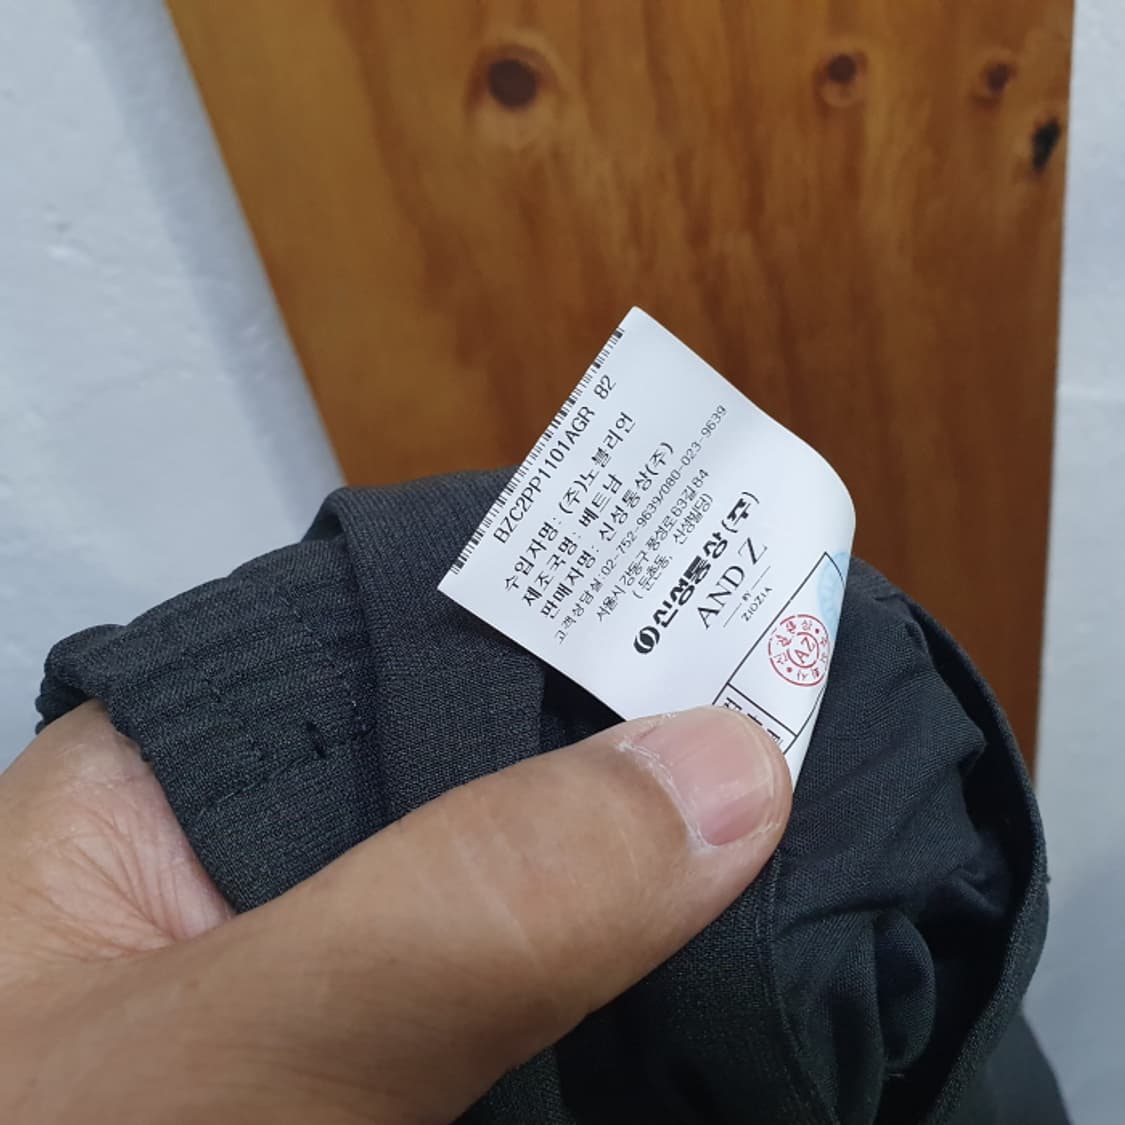 BZC2PP1101AGR 82
수입자명: (주)노블리언
제조국명: 베트남
판매자명: 신성통상(주)
고객상담실:02-752-9639/080-023-9639
서울시 강동구 풍성로 63길 84
(둔촌동, 신성빌딩)
신성통상(주)
AND Z
BY
ZIOZIA
AZ